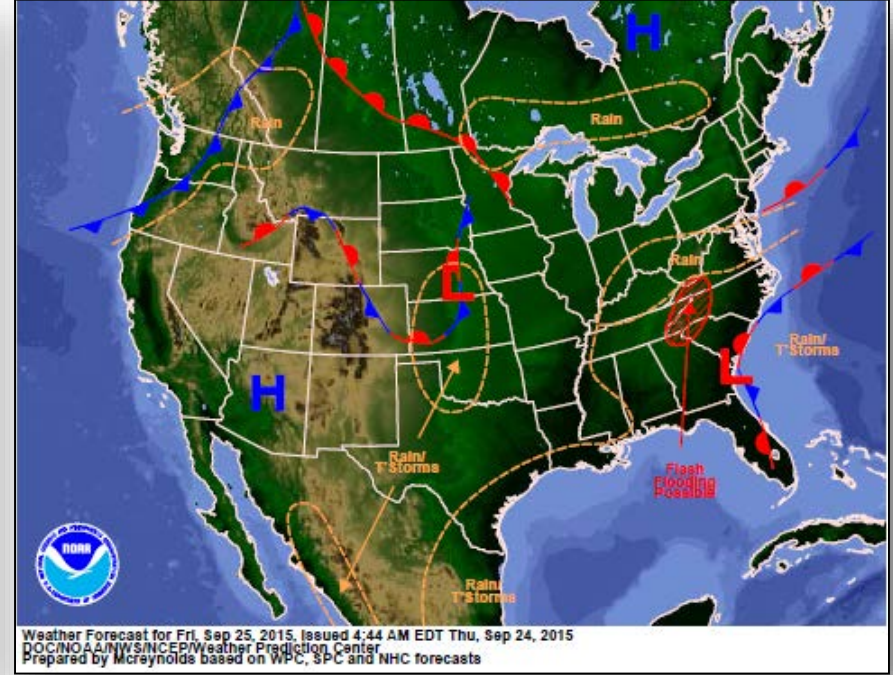 H
Rain
Rain
Rain
L
Rain/
T'Storms
L
H
Rain/
T'Storms
Flash
Flooding
Possible
NOAA
Rain/
T'Storms
Weather Forecast for Fri, Sep 25, 2015, issued 4:44 AM EDT Thu, Sep 24, 2015
DOC/NOAA/NWS/NCEP/Weather Prediction Center
Prepared by Mcreynolds based on WPC, SPC and NHC forecasts